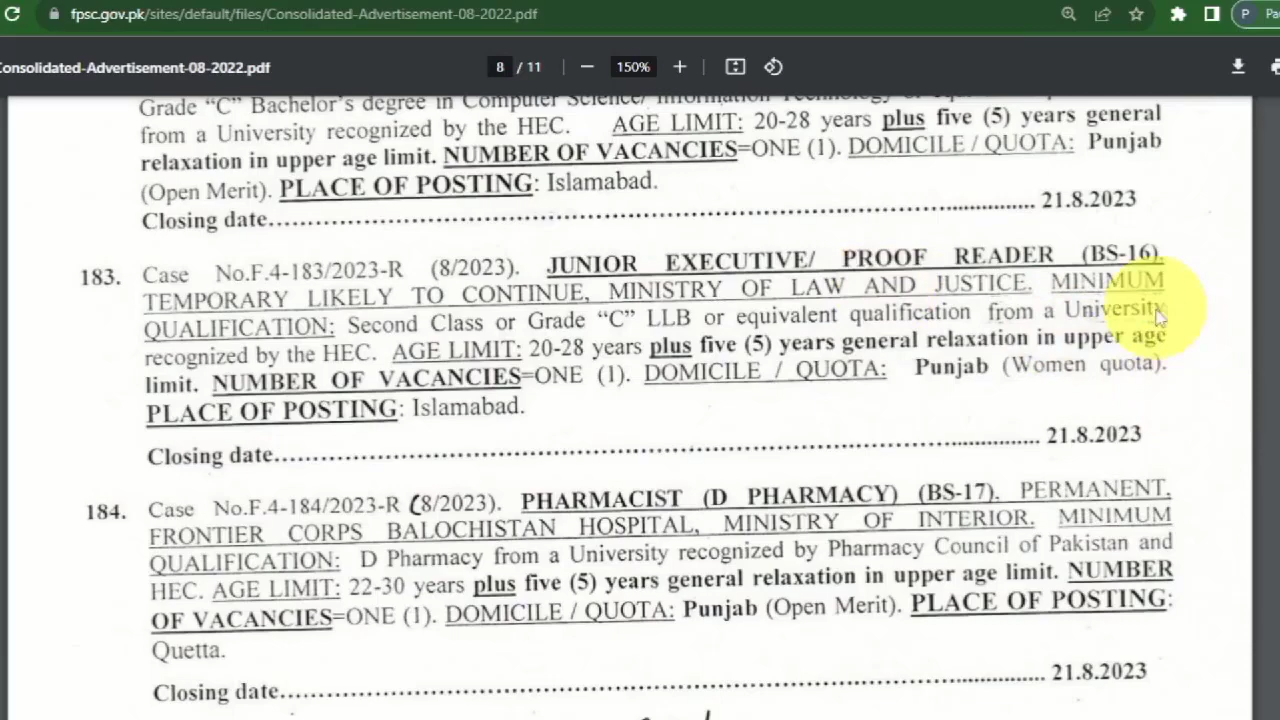 fpsc.gov.pk/sites/default/files/Consolidated-Advertisement-08-2022.pdf
P Pa
Consolidated-Advertisement-08-2022.pdf 8 / 11 150%
Grade “C” Bachelor’s degree in Computer Science/ Information Technology
from a University recognized by the HEC. AGE LIMIT: 20-28 years plus five (5) years general
relaxation in upper age limit. NUMBER OF VACANCIES=ONE (1). DOMICILE / QUOTA: Punjab
(Open Merit). PLACE OF POSTING: Islamabad.
Closing date........................................................................................ 21.8.2023
183. Case No.F.4-183/2023-R (8/2023). JUNIOR EXECUTIVE/ PROOF READER (BS-16),
TEMPORARY LIKELY TO CONTINUE, MINISTRY OF LAW AND JUSTICE. MINIMUM
QUALIFICATION: Second Class or Grade “C” LLB or equivalent qualification from a University
recognized by the HEC. AGE LIMIT: 20-28 years plus five (5) years general relaxation in upper age
limit. NUMBER OF VACANCIES=ONE (1). DOMICILE / QUOTA: Punjab (Women quota).
PLACE OF POSTING: Islamabad.
Closing date........................................................................................ 21.8.2023
184. Case No.F.4-184/2023-R (8/2023). PHARMACIST (D PHARMACY) (BS-17). PERMANENT,
FRONTIER CORPS BALOCHISTAN HOSPITAL, MINISTRY OF INTERIOR. MINIMUM
QUALIFICATION: D Pharmacy from a University recognized by Pharmacy Council of Pakistan and
HEC. AGE LIMIT: 22-30 years plus five (5) years general relaxation in upper age limit. NUMBER
OF VACANCIES=ONE (1). DOMICILE / QUOTA: Punjab (Open Merit). PLACE OF POSTING:
Quetta.
Closing date........................................................................................ 21.8.2023